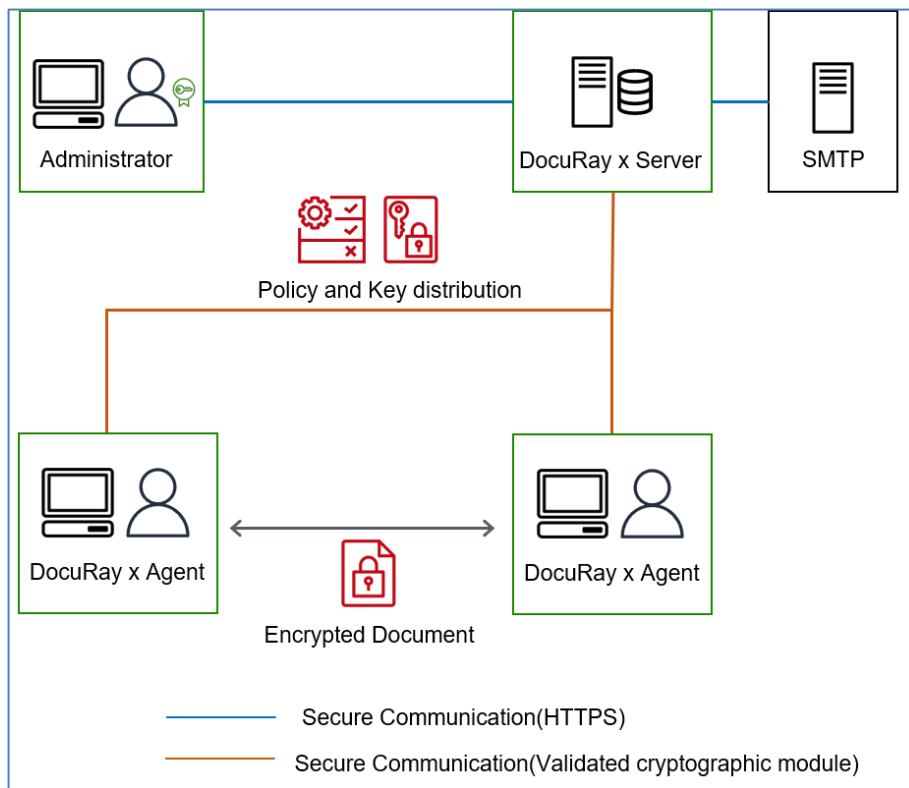 Administrator
DocuRay x Server
SMTP
Policy and Key distribution
DocuRay x Agent
DocuRay x Agent
Encrypted Document
Secure Communication(HTTPS)
Secure Communication(Validated cryptographic module)